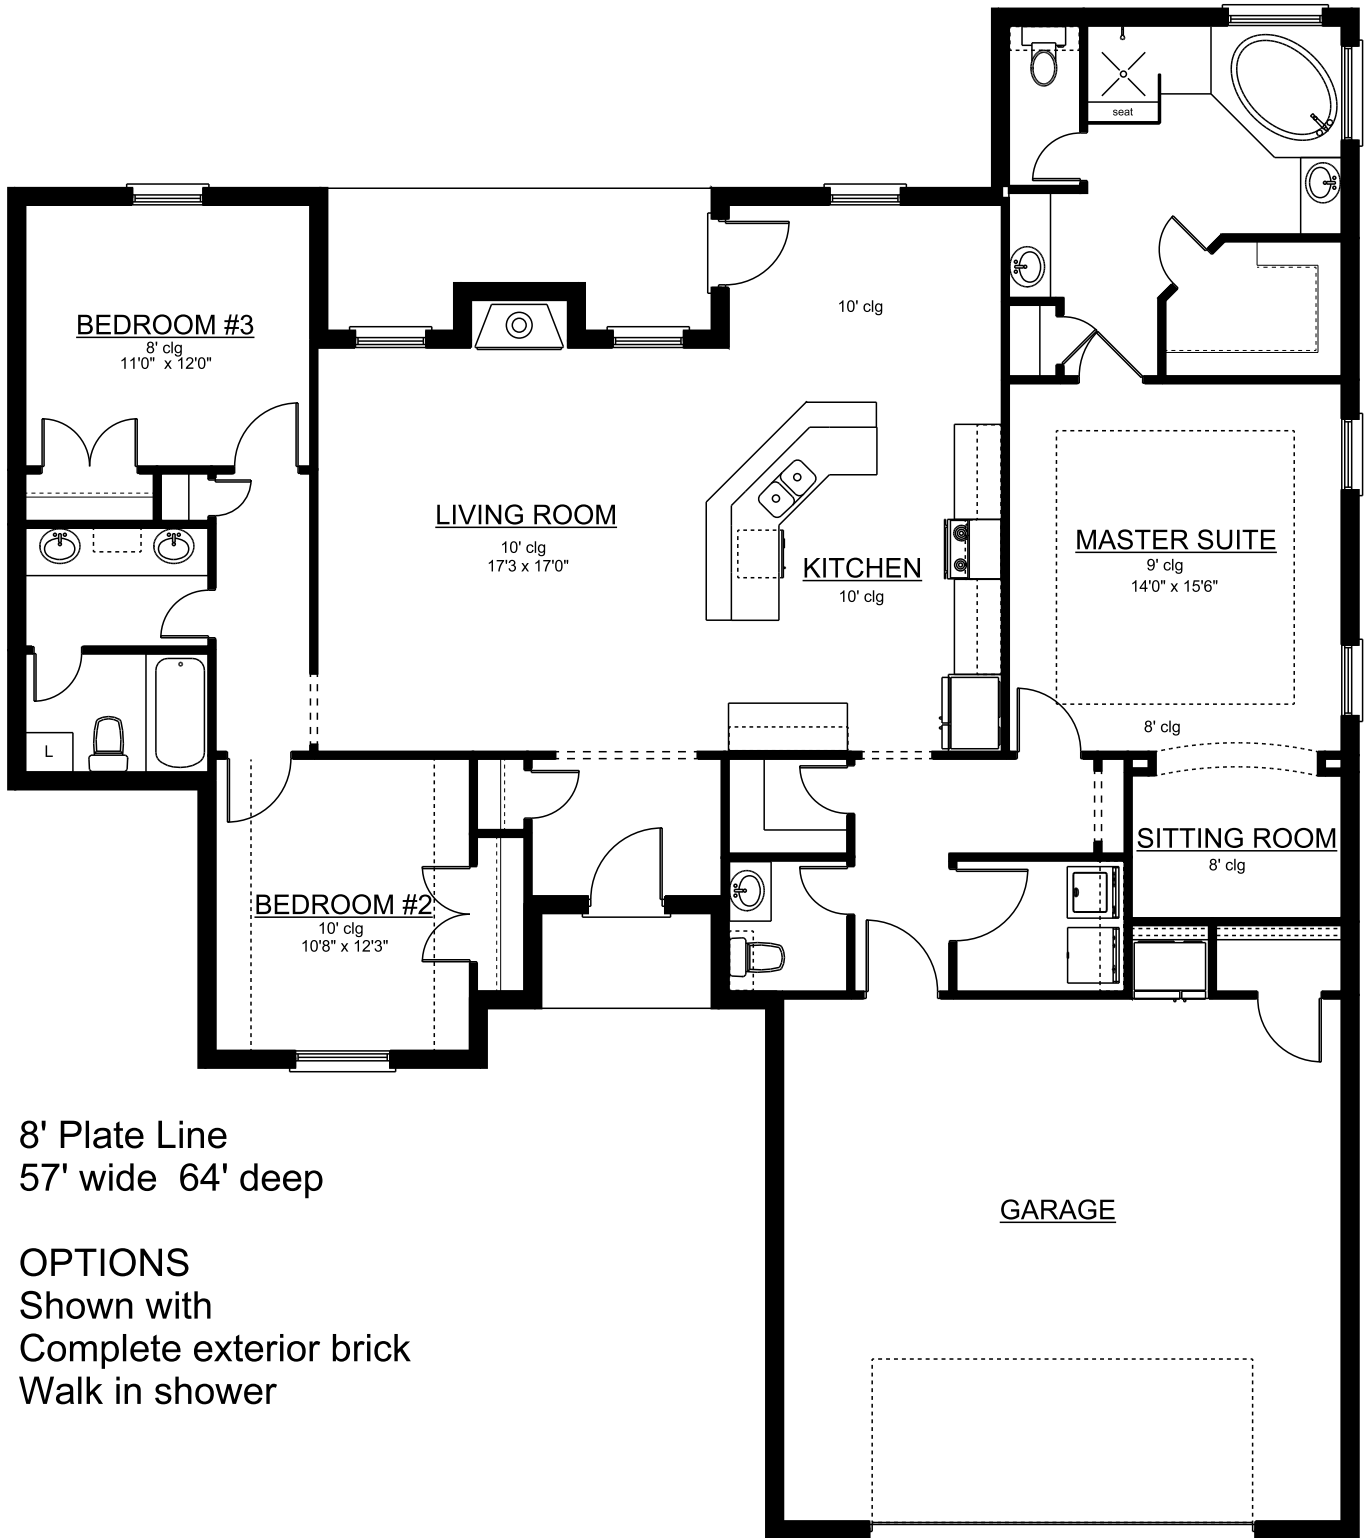 seat
BEDROOM #3
8' clg
11'0" x 12'0"
10' clg
LIVING ROOM
10' clg
17'3 x 17'0"
KITCHEN
10' clg
MASTER SUITE
9' clg
14'0" x 15'6"
8' clg
L
SITTING ROOM
8' clg
BEDROOM #2
10' clg
10'8" x 12'3"
GARAGE
8' Plate Line
57' wide 64' deep
OPTIONS
Shown with
Complete exterior brick
Walk in shower